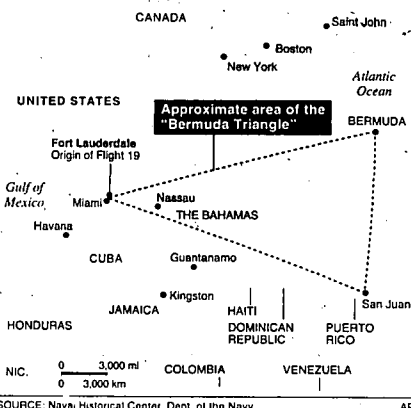 CANADA
Saint John
Boston
New York
Atlantic
Ocean
UNITED STATES
Approximate area of the
"Bermuda Triangle"
BERMUDA
Fort Lauderdale
Origin of Flight 19
Gulf of
Mexico
Miami
Nassau
THE BAHAMAS
Havana
CUBA
Guantanamo
Kingston
JAMAICA
HAITI
San Juan
HONDURAS
DOMINICAN
REPUBLIC
PUERTO
RICO
NIC.
0 3,000 mi
0 3,000 km
COLOMBIA
VENEZUELA
SOURCE: Naval Historical Center, Dept. of the Navy
AP